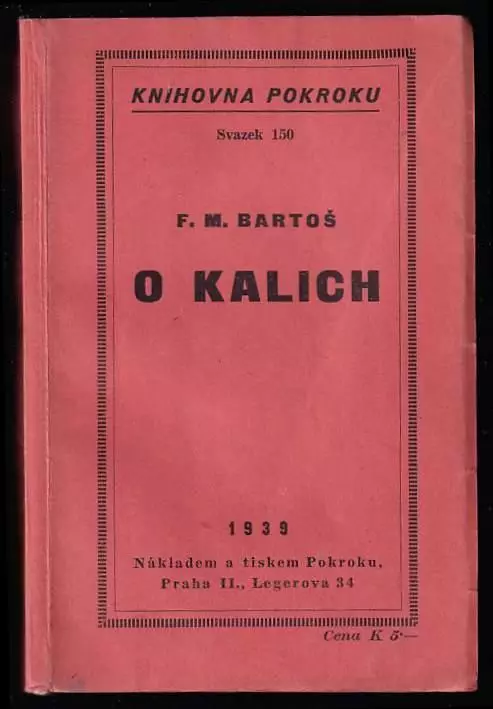 KNIHOVNA POKROKU
Svazek 150
F. M. BARTOŠ
O KALICH
1939
Nákladem a tiskem Pokroku,
Praha II., Legerova 34
Cena K 5·—